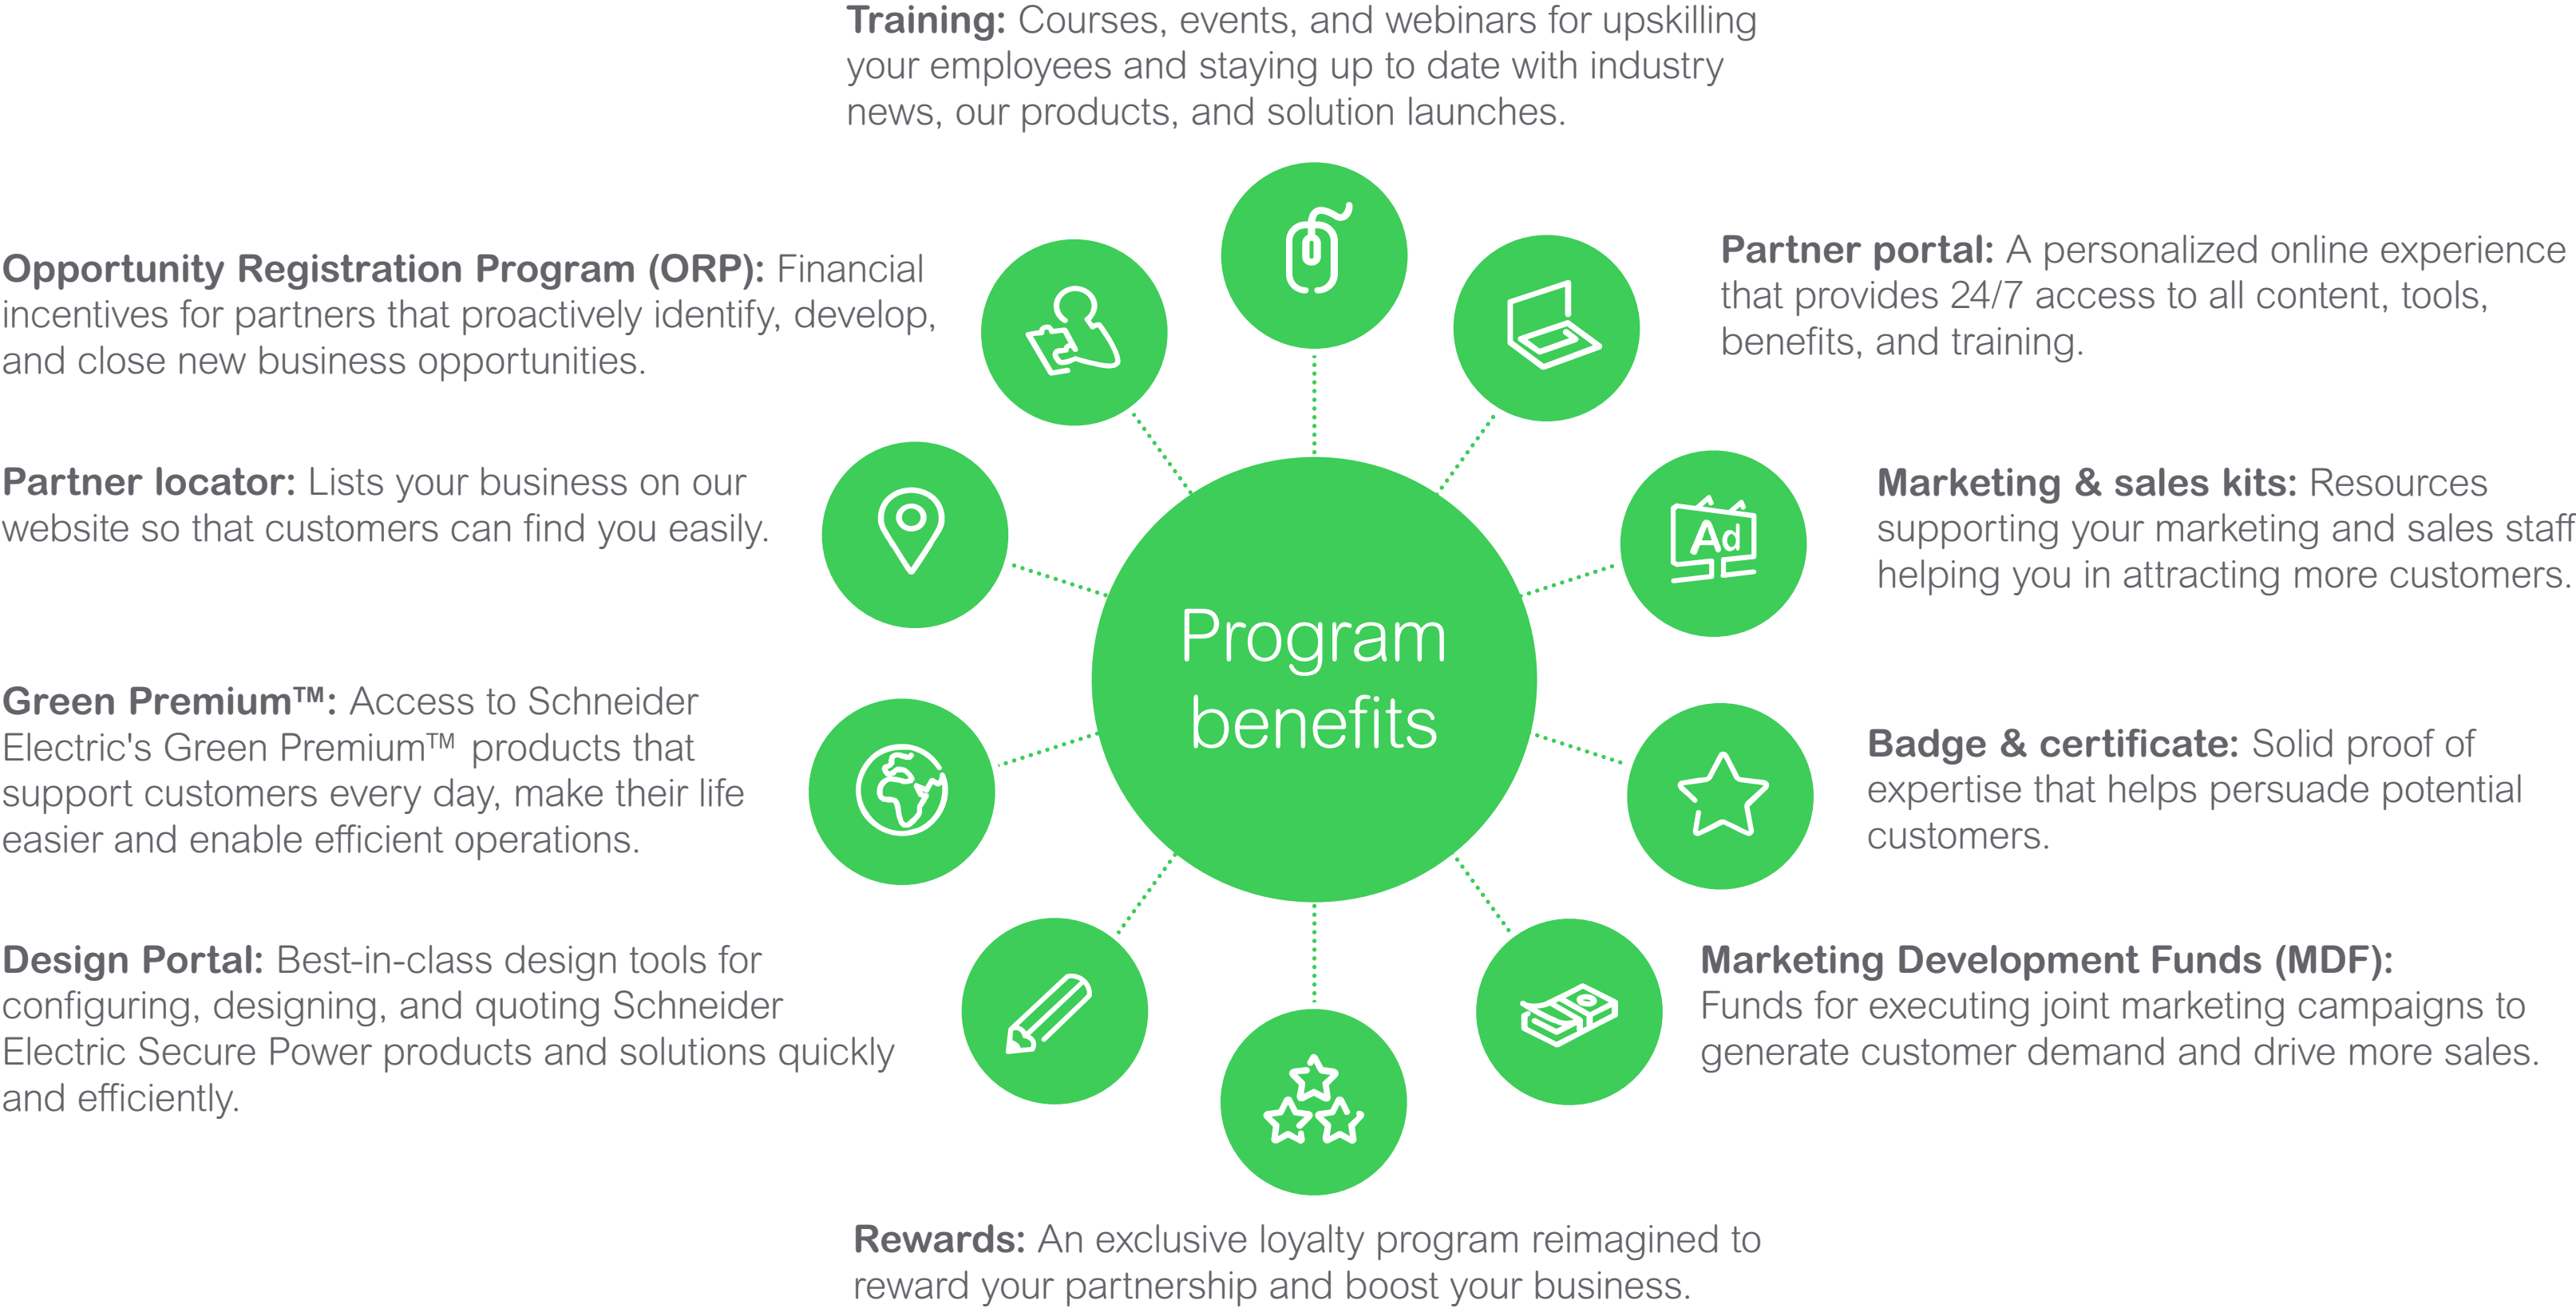 Training: Courses, events, and webinars for upskilling
your employees and staying up to date with industry
news, our products, and solution launches.
Opportunity Registration Program (ORP): Financial
incentives for partners that proactively identify, develop,
and close new business opportunities.
Partner portal: A personalized online experience
that provides 24/7 access to all content, tools,
benefits, and training.
Partner locator: Lists your business on our
website so that customers can find you easily.
Marketing & sales kits: Resources
supporting your marketing and sales staff
helping you in attracting more customers.
Ad
Program
benefits
Green Premium™: Access to Schneider
Electric's Green Premium™ products that
support customers every day, make their life
easier and enable efficient operations.
Badge & certificate: Solid proof of
expertise that helps persuade potential
customers.
Design Portal: Best-in-class design tools for
configuring, designing, and quoting Schneider
Electric Secure Power products and solutions quickly
and efficiently.
Marketing Development Funds (MDF):
Funds for executing joint marketing campaigns to
generate customer demand and drive more sales.
Rewards: An exclusive loyalty program reimagined to
reward your partnership and boost your business.